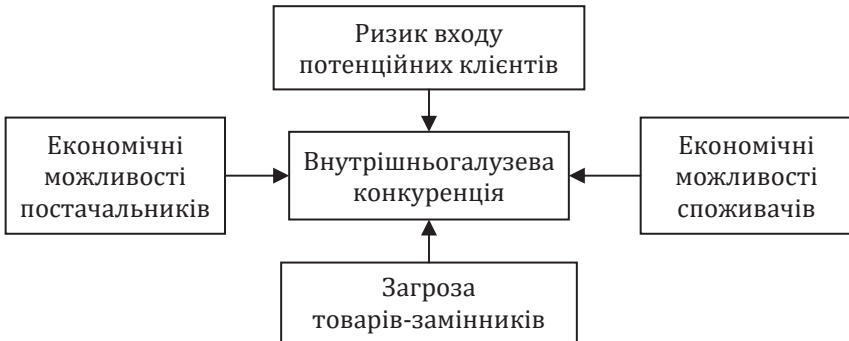 Ризик входу
потенційних клієнтів
Економічні
можливості
постачальників
Внутрішньогалузева
конкуренція
Економічні
можливості
споживачів
Загроза
товарів-замінників